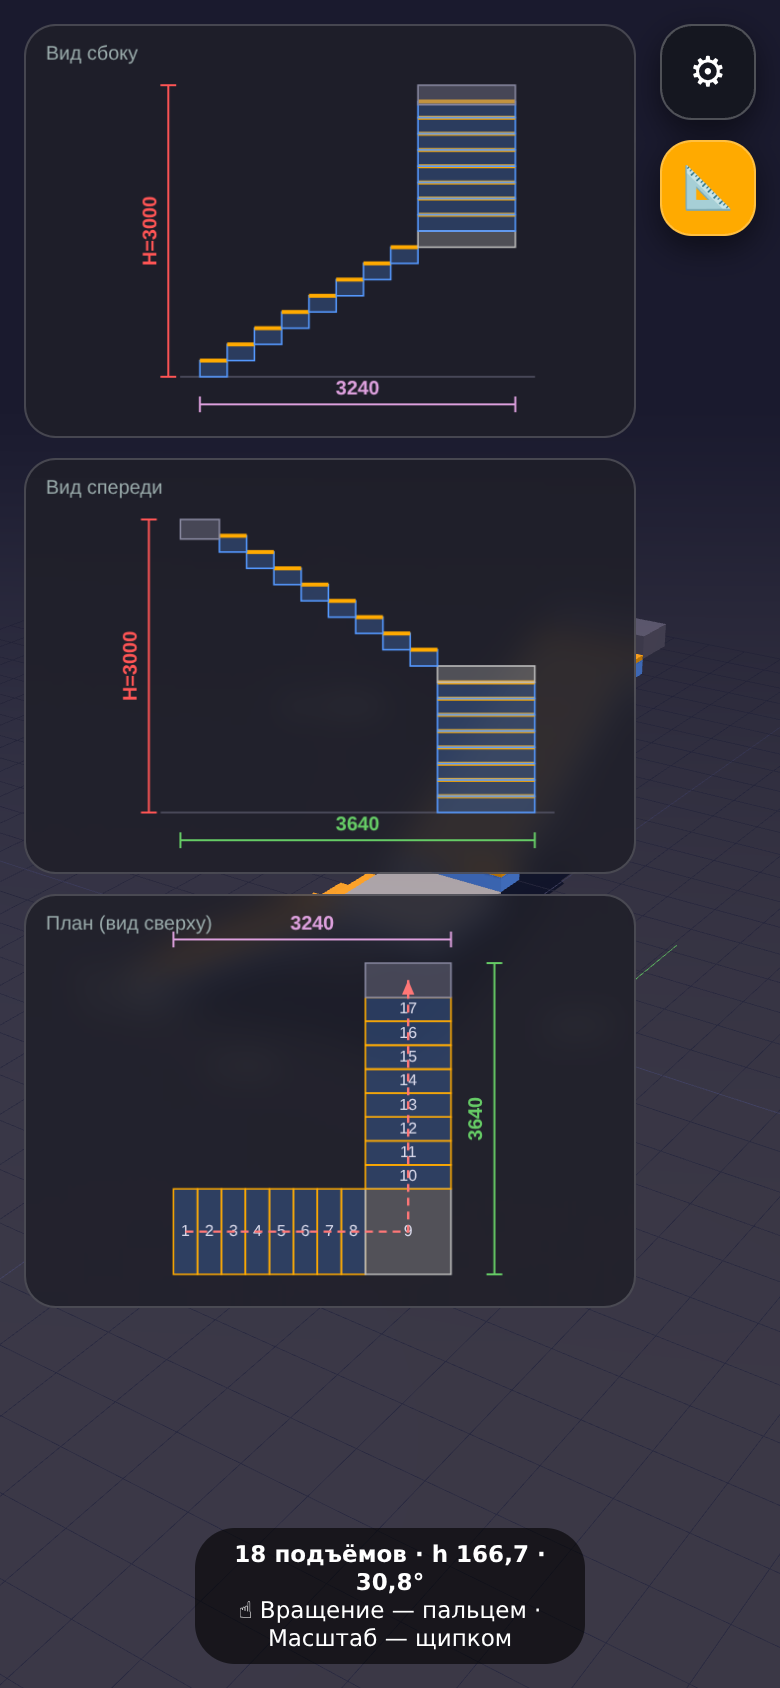 Вид сбоку
H=3000
3240
Вид спереди
H=3000
3640
План (вид сверху)
3240
17
16
15
14
13
12
11
10
3640
1 2 3 4 5 6 7 8 9
18 подъёмов · h 166,7 ·
30,8°
☝ Вращение — пальцем ·
Масштаб — щипком